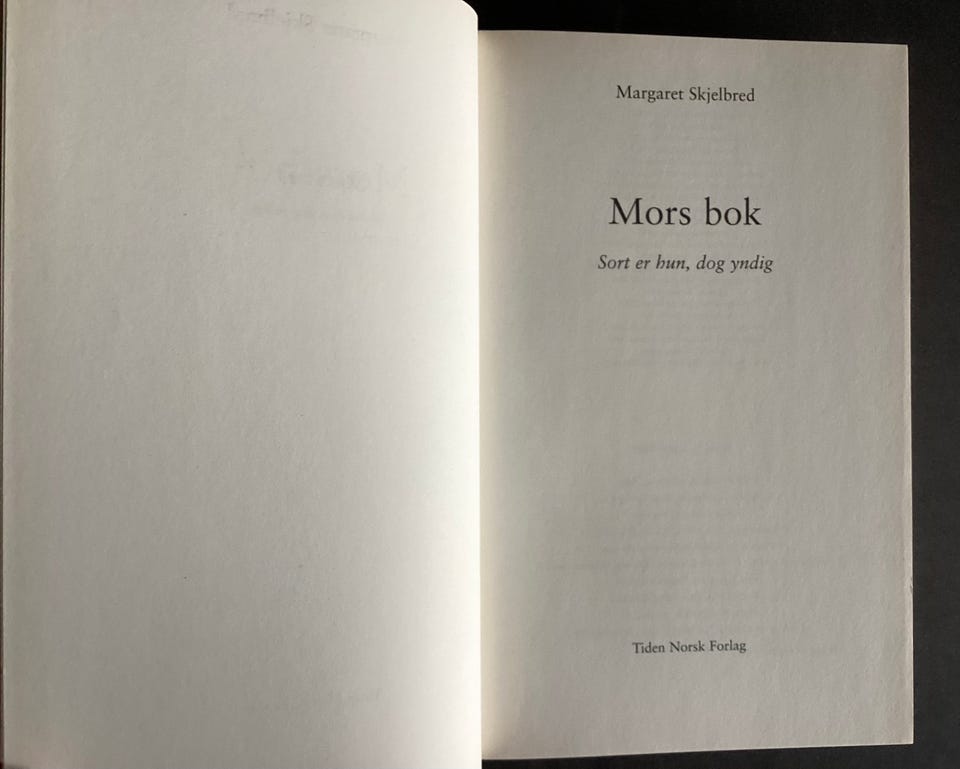 Margaret Skjelbred
Mors bok
Sort er hun, dog yndig
Tiden Norsk Forlag